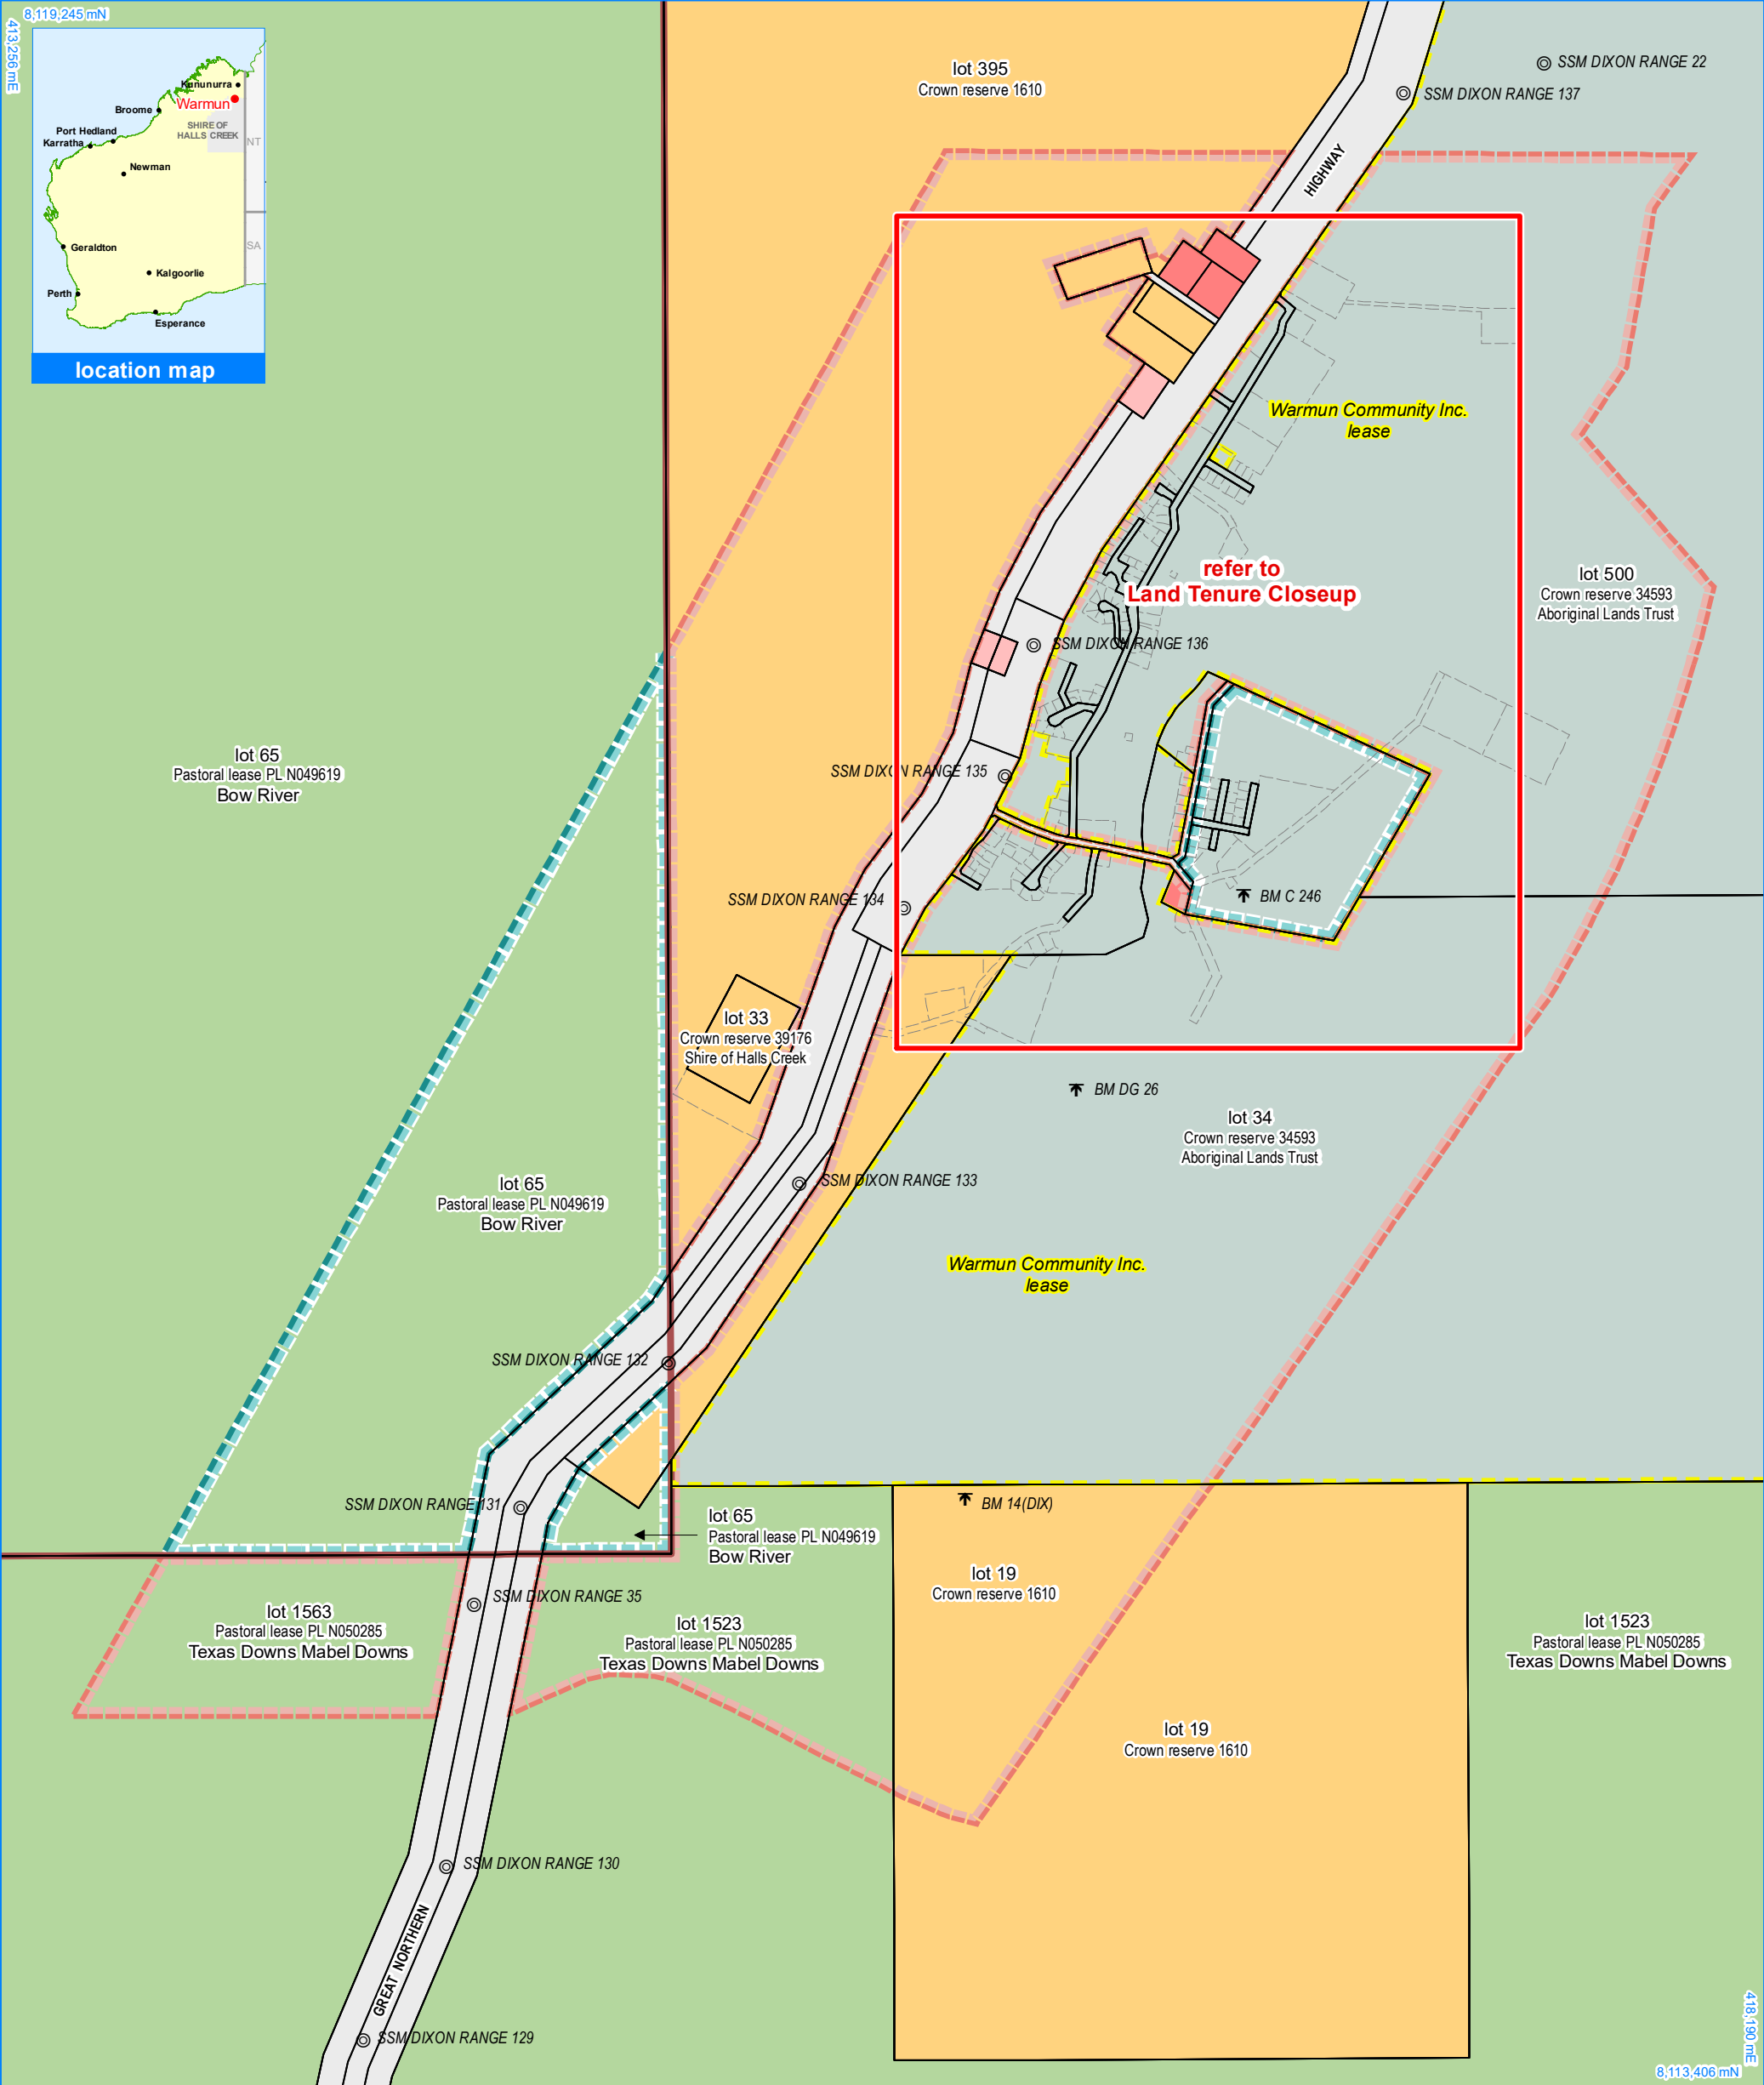 8,119,245 mN
413,256 mE
Kununurra
Warmun
Broome
SHIRE OF
HALLS CREEK
Port Hedland
Karratha
NT
Newman
Geraldton
SA
Kalgoorlie
Perth
Esperance
location map
lot 395
Crown reserve 1610
SSM DIXON RANGE 22
SSM DIXON RANGE 137
HIGHWAY
Warmun Community Inc.
lease
refer to
Land Tenure Closeup
lot 500
Crown reserve 34593
Aboriginal Lands Trust
SSM DIXON RANGE 136
lot 65
Pastoral lease PL N049619
Bow River
SSM DIXON RANGE 135
SSM DIXON RANGE 134
BM C 246
lot 33
Crown reserve 39176
Shire of Halls Creek
BM DG 26
lot 34
Crown reserve 34593
Aboriginal Lands Trust
SSM DIXON RANGE 133
lot 65
Pastoral lease PL N049619
Bow River
Warmun Community Inc.
lease
SSM DIXON RANGE 132
SSM DIXON RANGE 131
BM 14(DIX)
lot 65
Pastoral lease PL N049619
Bow River
lot 19
Crown reserve 1610
SSM DIXON RANGE 35
lot 1563
Pastoral lease PL N050285
Texas Downs Mabel Downs
lot 1523
Pastoral lease PL N050285
Texas Downs Mabel Downs
lot 1523
Pastoral lease PL N050285
Texas Downs Mabel Downs
lot 19
Crown reserve 1610
SSM DIXON RANGE 130
GREAT NORTHERN
SSM DIXON RANGE 129
418,190 mE
8,113,406 mN